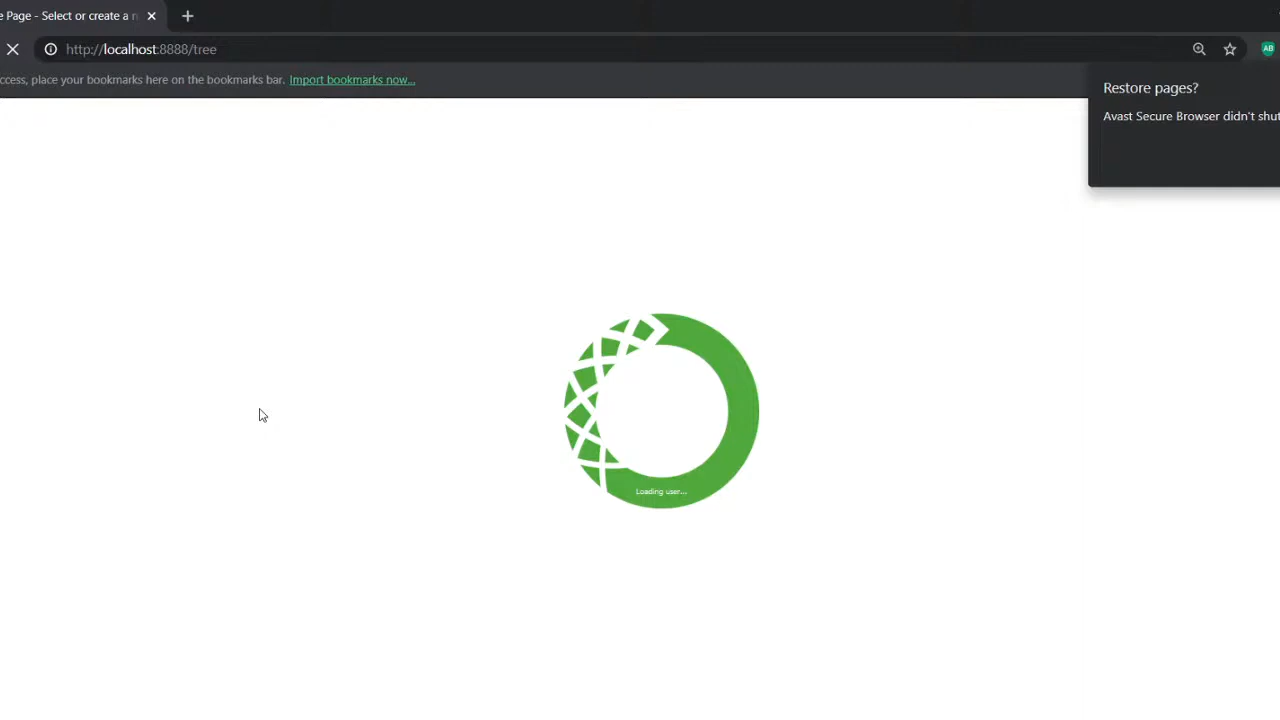 e Page - Select or create a n
http://localhost:8888/tree
AB
ccess, place your bookmarks here on the bookmarks bar. Import bookmarks now...
Restore pages?
Avast Secure Browser didn't shut
Loading user...